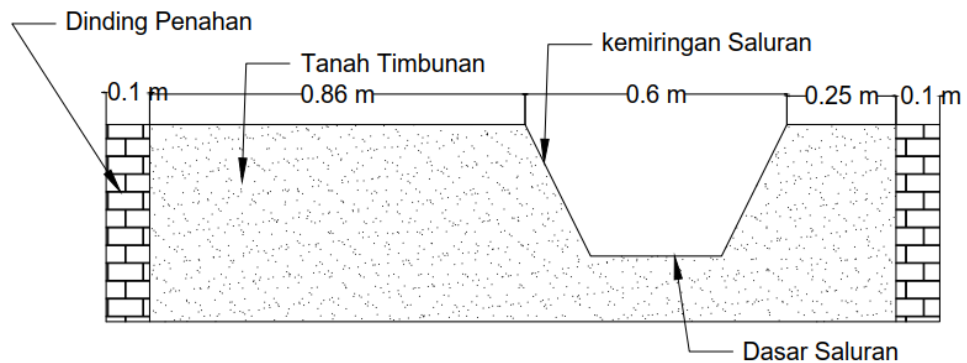 Dinding Penahan
kemiringan Saluran
Tanah Timbunan
0.1 m
0.86 m
0.6 m
0.25 m
0.1 m
Dasar Saluran